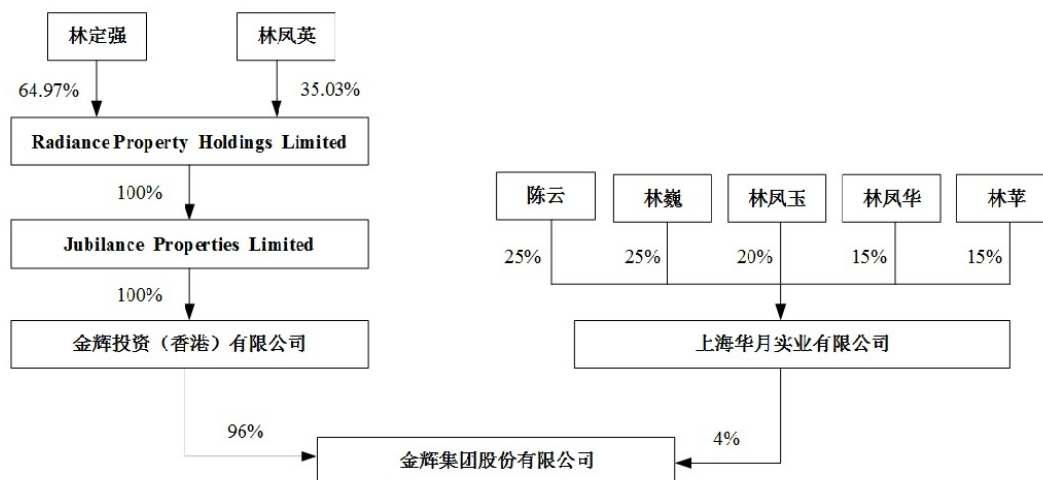 林定强
林凤英
64.97%
35.03%
Radiance Property Holdings Limited
100%
陈云
林巍
林凤玉
林凤华
林苹
Jubilance Properties Limited
25%
25%
20%
15%
15%
100%
金辉投资（香港）有限公司
上海华月实业有限公司
96%
4%
金辉集团股份有限公司